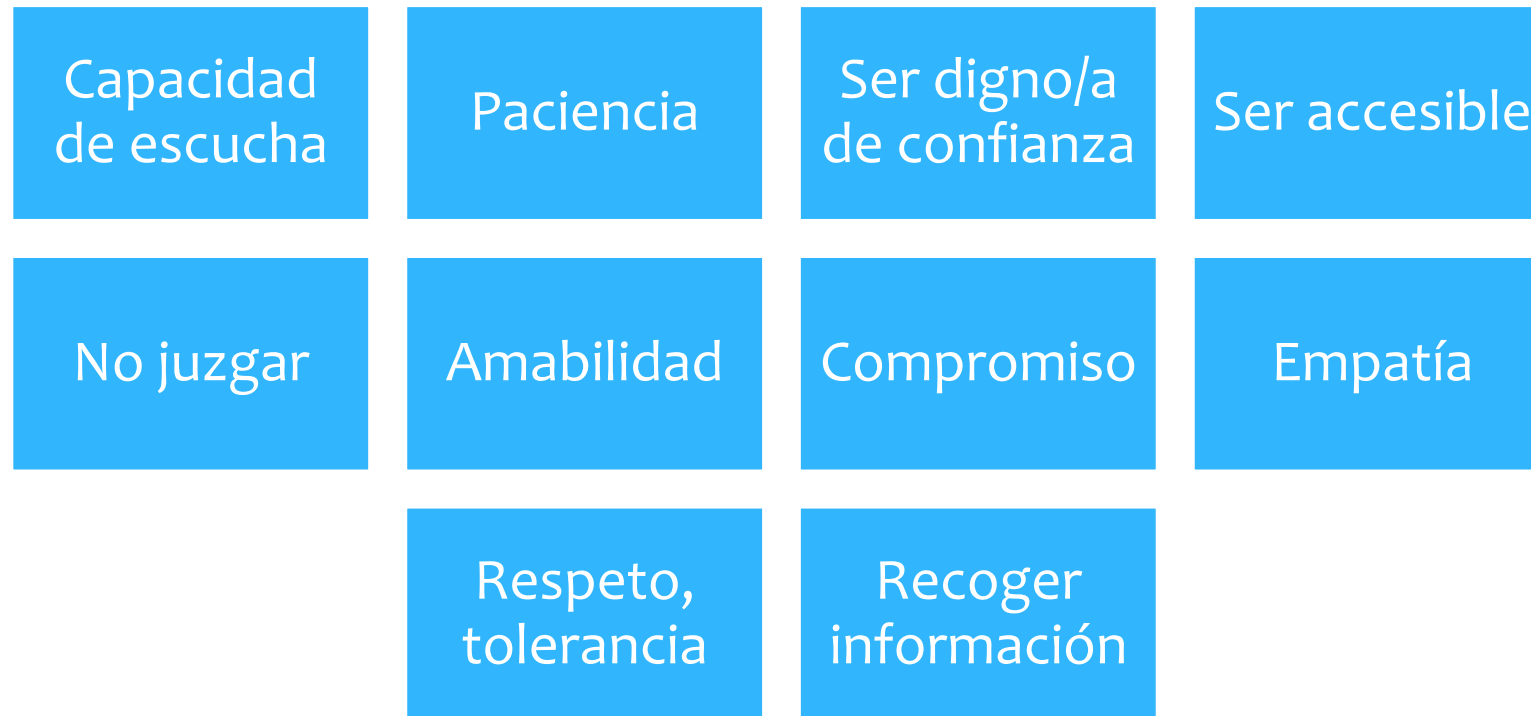 Capacidad
de escucha
Paciencia
Ser digno/a
de confianza
Ser accesible
No juzgar
Amabilidad
Compromiso
Empatía
Respeto,
tolerancia
Recoger
información